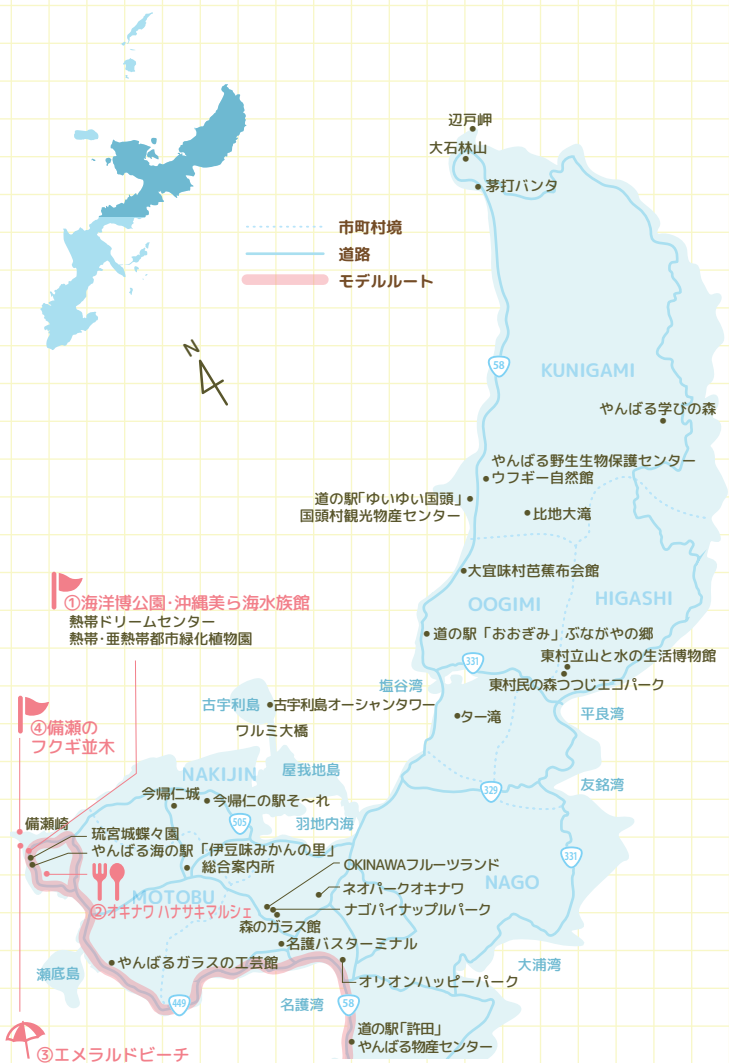 辺戸岬
大石林山
茅打バンタ
市町村境
道路
モデルルート
N
58
KUNIGAMI
やんばる学びの森
やんばる野生生物保護センター
ウフギー自然館
道の駅「ゆいゆい国頭」
国頭村観光物産センター
比地大滝
大宜味村芭蕉布会館
①海洋博公園・沖縄美ら海水族館
熱帯ドリームセンター
熱帯・亜熱帯都市緑化植物園
OOGIMI
HIGASHI
道の駅「おおぎみ」ぶながやの郷
331
東村立山と水の生活博物館
東村民の森つつじエコパーク
塩谷湾
古宇利島
古宇利島オーシャンタワー
ター滝
平良湾
④備瀬の
フクギ並木
ワルミ大橋
屋我地島
NAKIJIN
友銘湾
329
今帰仁城
今帰仁の駅そ〜れ
505
羽地内海
備瀬崎
琉宮城蝶々園
やんばる海の駅「伊豆味みかんの里」
総合案内所
331
OKINAWAフルーツランド
ネオパークオキナワ
NAGO
MOTOBU
②オキナワ ハナサキマルシェ
ナゴパイナップルパーク
森のガラス館
名護バスターミナル
やんばるガラスの工芸館
大浦湾
瀬底島
オリオンハッピーパーク
449
名護湾
58
道の駅「許田」
やんばる物産センター
③エメラルドビーチ